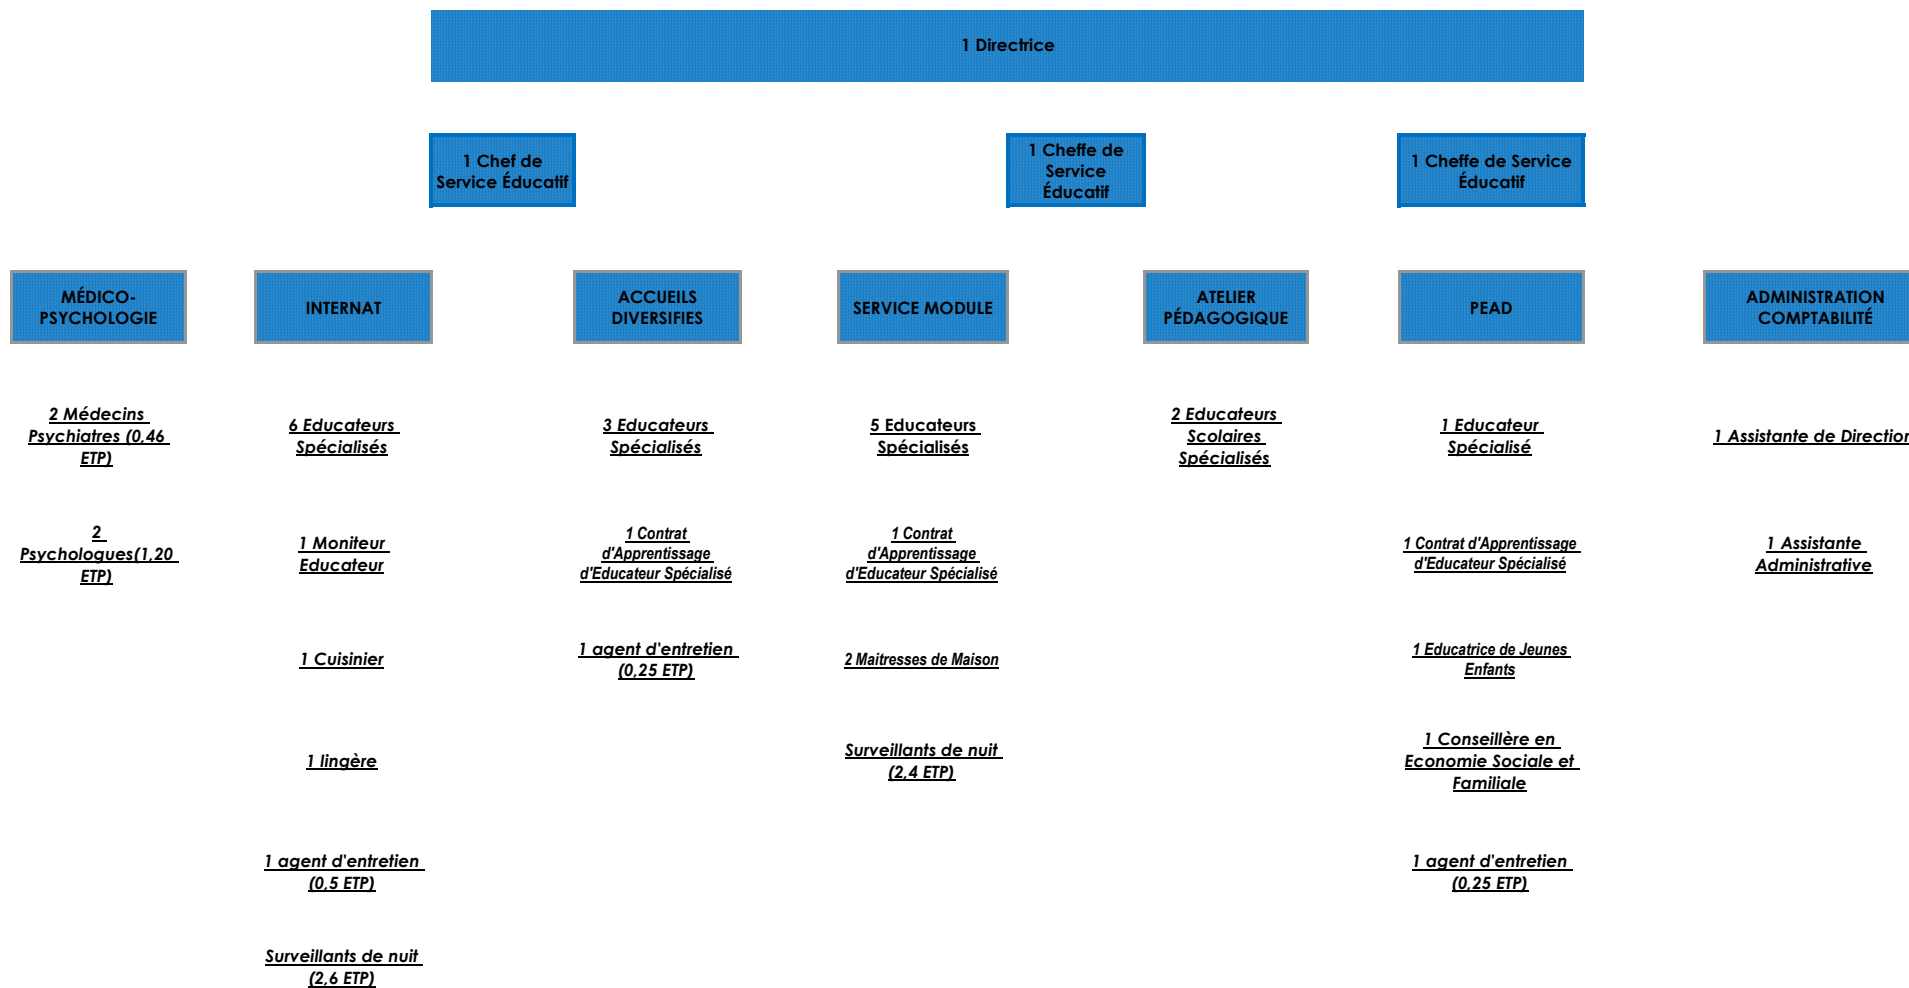 1 Directrice
1 Chef de
Service Éducatif
1 Cheffe de
Service
Éducatif
1 Cheffe de Service
Éducatif
MÉDICO-
PSYCHOLOGIE
INTERNAT
ACCUEILS
DIVERSIFIES
SERVICE MODULE
ATELIER
PÉDAGOGIQUE
PEAD
ADMINISTRATION
COMPTABILITÉ
2 Médecins
Psychiatres (0,46
ETP)
6 Educateurs
Spécialisés
3 Educateurs
Spécialisés
5 Educateurs
Spécialisés
2 Educateurs
Scolaires
Spécialisés
1 Educateur
Spécialisé
1 Assistante de Direction
2
Psychologues(1,20
ETP)
1 Moniteur
Educateur
1 Contrat
d'Apprentissage
d'Educateur Spécialisé
1 Contrat
d'Apprentissage
d'Educateur Spécialisé
1 Contrat d'Apprentissage
d'Educateur Spécialisé
1 Assistante
Administrative
1 Cuisinier
1 agent d'entretien
(0,25 ETP)
2 Maitresses de Maison
1 Educatrice de Jeunes
Enfants
1 lingère
Surveillants de nuit
(2,4 ETP)
1 Conseillère en
Economie Sociale et
Familiale
1 agent d'entretien
(0,5 ETP)
1 agent d'entretien
(0,25 ETP)
Surveillants de nuit
(2,6 ETP)